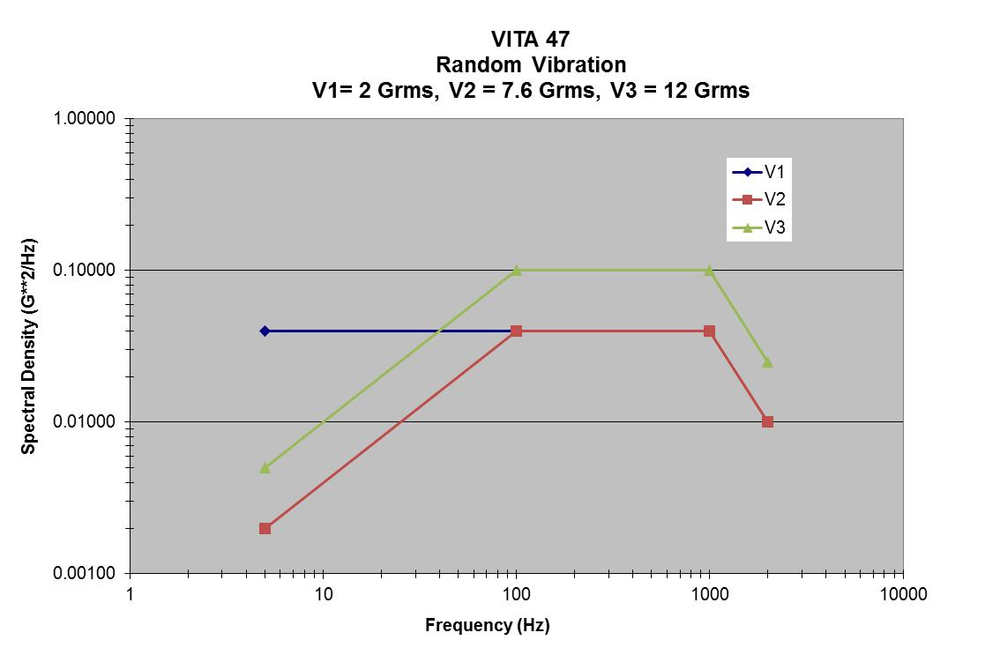 VITA 47
Random Vibration
V1= 2 Grms, V2 = 7.6 Grms, V3 = 12 Grms
1.00000
V1
V2
V3
0.10000
Spectral Density (G**2/Hz)
0.01000
0.00100
1 10 100 1000 10000
Frequency (Hz)